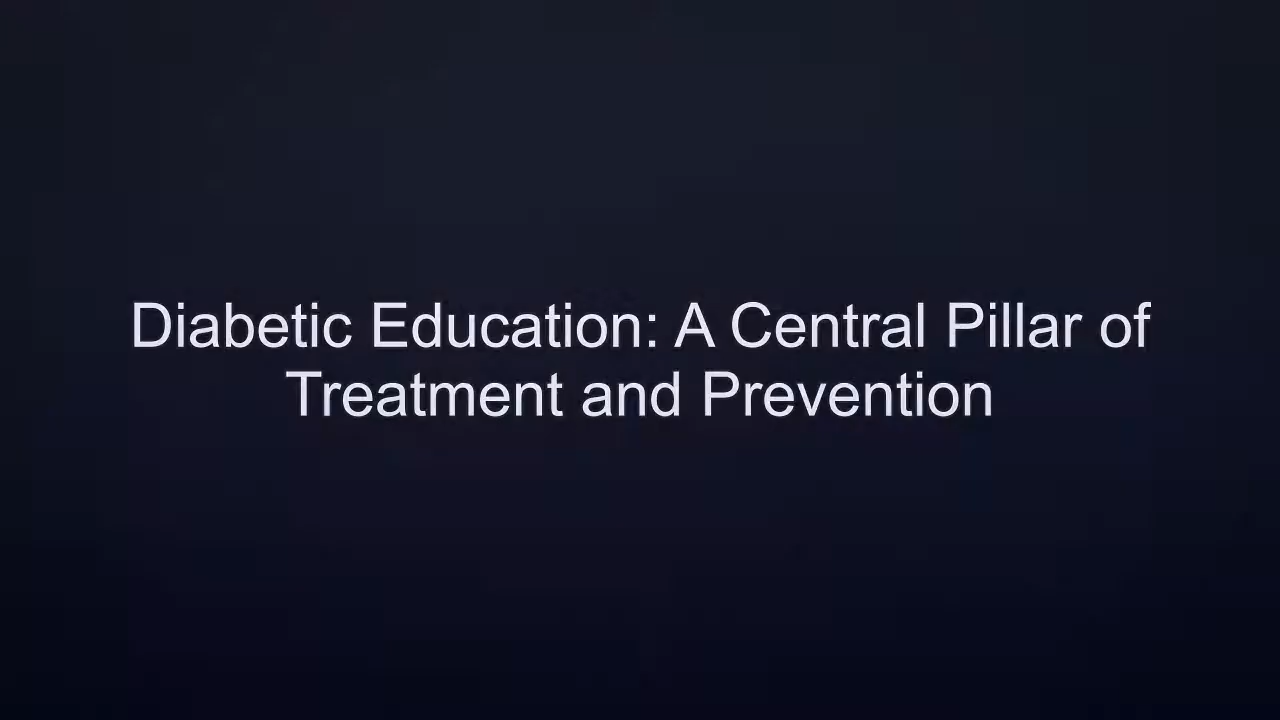 Diabetic Education: A Central Pillar of
Treatment and Prevention